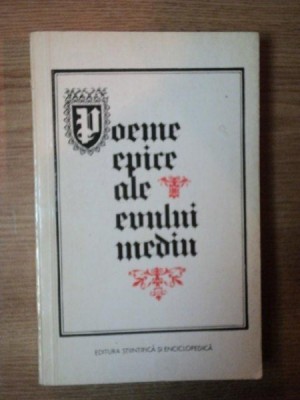 Poeme
epice
ale
evului
mediu
EDITURA ȘTIINȚIFICĂ ȘI ENCICLOPEDICĂ